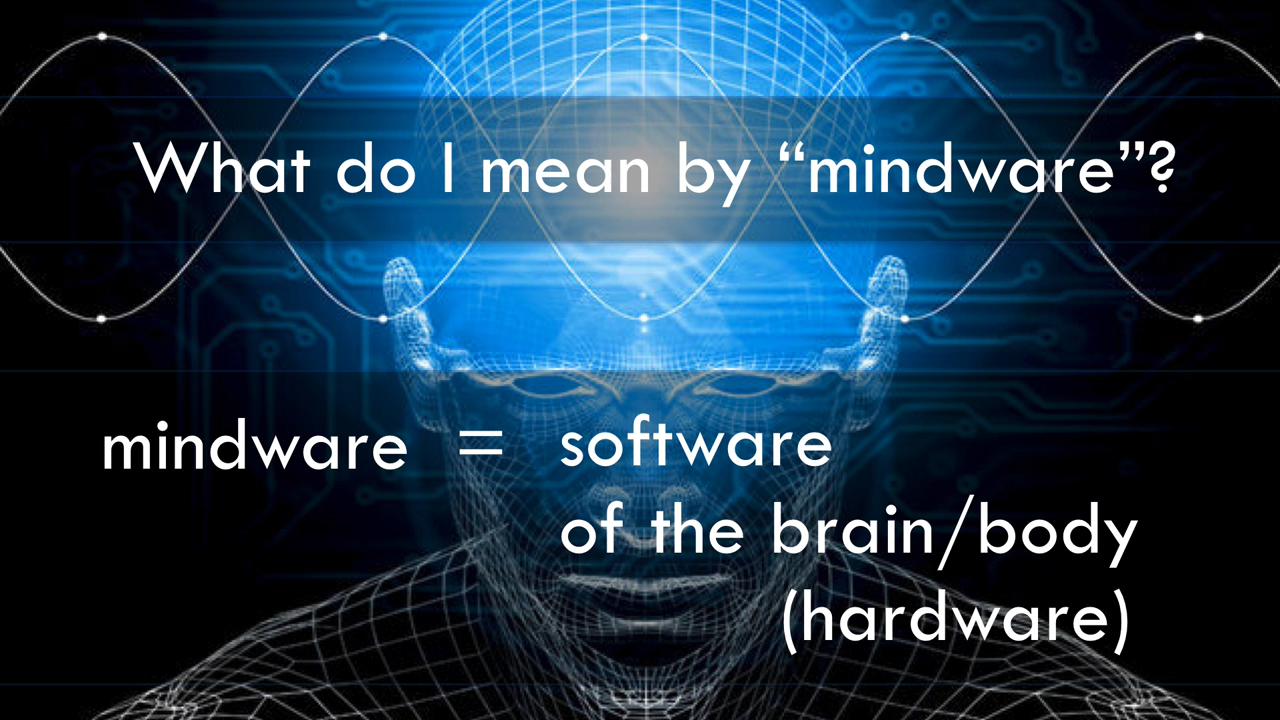 What do I mean by “mindware”?
mindware = software
of the brain/body
(hardware)